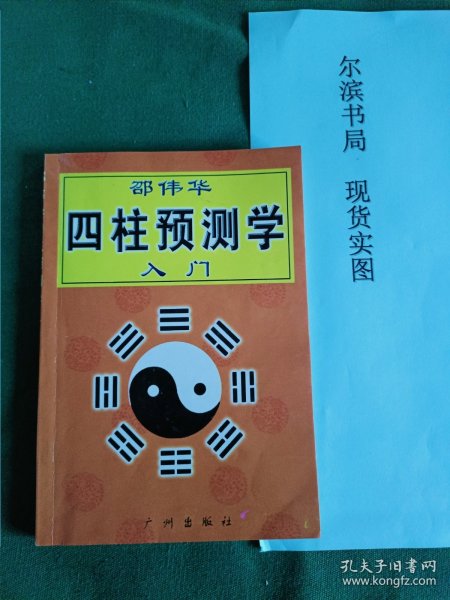 邵伟华
四柱预测学
入门
广州出版社
尔滨书局 现货实图
孔夫子旧书网
www.kongfz.com